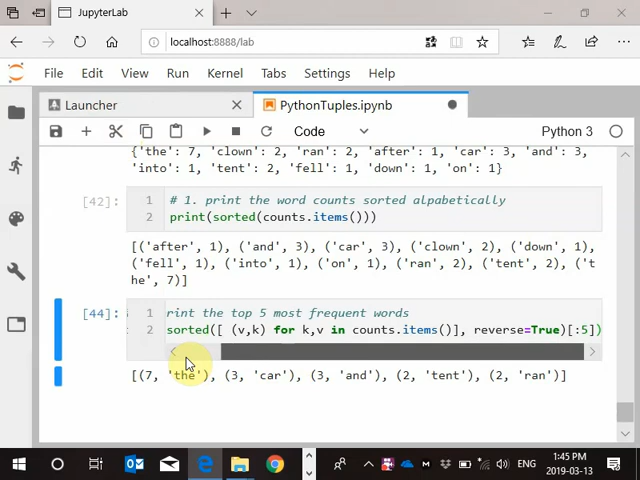 JupyterLab
localhost:8888/lab
File Edit View Run Kernel Tabs Settings Help
Launcher PythonTuples.ipynb
Code Python 3
{'the': 7, 'clown': 2, 'ran': 2, 'after': 1, 'car': 3, 'and': 3,
'into': 1, 'tent': 2, 'fell': 1, 'down': 1, 'on': 1}
[42]: 1 # 1. print the word counts sorted alpabetically
2 print(sorted(counts.items()))
[('after', 1), ('and', 3), ('car', 3), ('clown', 2), ('down', 1),
('fell', 1), ('into', 1), ('on', 1), ('ran', 2), ('tent', 2), ('t
he', 7)]
[44]: 1 rint the top 5 most frequent words
2 sorted([ (v,k) for k,v in counts.items()], reverse=True)[:5])
[(7, 'the'), (3, 'car'), (3, 'and'), (2, 'tent'), (2, 'ran')]
ENG 1:45 PM
2019-03-13